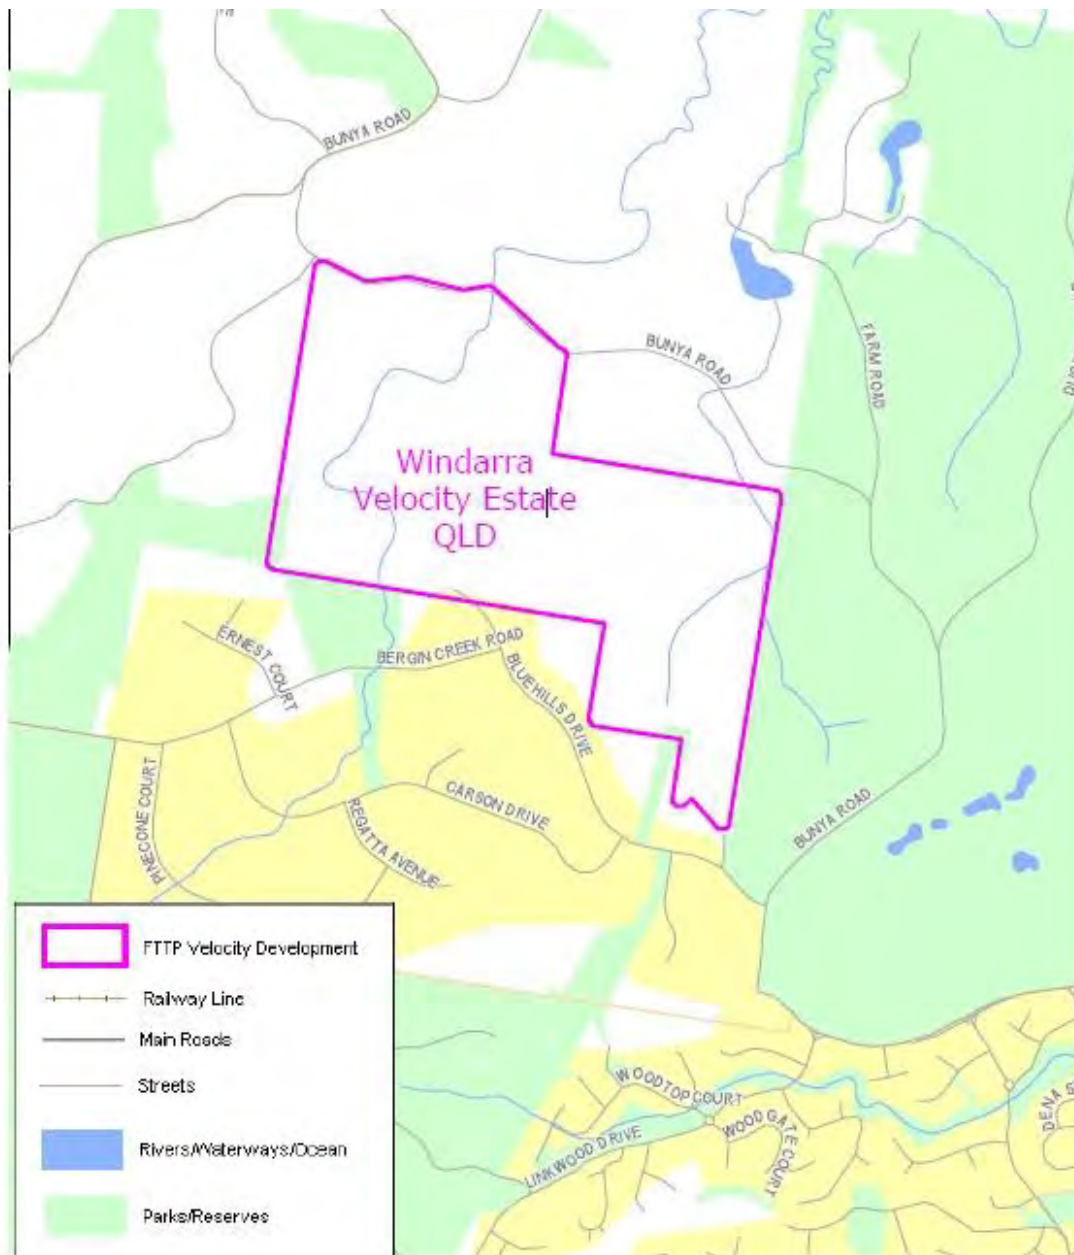 BUNYA ROAD
BUNYA ROAD
FARM ROAD
Windarra
Velocity Estate
QLD
ERNEST COURT
BERGIN CREEK ROAD
BLUEHILLS DRIVE
PINECONE COURT
CARSON DRIVE
REGATTA AVENUE
BUNYA ROAD
FTTP Velocity Development
Railway Line
Main Roads
Streets
Rivers/Waterways/Ocean
Parks/Reserves
WOODTOP COURT
WOODGATE COURT
LINKWOOD DRIVE
DENA S